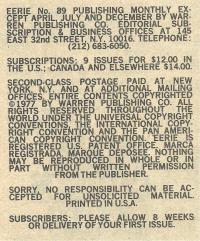 EERIE No. 89 PUBLISHING MONTHLY EX-
CEPT APRIL, JULY AND DECEMBER BY WAR-
REN PUBLISHING CO. EDITORIAL, SUB-
SCRIPTION & BUSINESS OFFICES AT 145
EAST 32nd STREET, N.Y. 10016. TELEPHONE:
(212) 683-6050.
SUBSCRIPTIONS: 9 ISSUES FOR $12.00 IN
THE U.S.; CANADA AND ELSEWHERE $14.00.
SECOND-CLASS POSTAGE PAID AT NEW
YORK, N.Y. AND AT ADDITIONAL MAILING
OFFICES. ENTIRE CONTENTS COPYRIGHTED
©1977 BY WARREN PUBLISHING CO. ALL
RIGHTS RESERVED THROUGHOUT THE
WORLD UNDER THE UNIVERSAL COPYRIGHT
CONVENTIONS, THE INTERNATIONAL COPY-
RIGHT CONVENTION AND THE PAN AMERI-
CAN COPYRIGHT CONVENTION. EERIE IS
REGISTERED U.S. PATENT OFFICE. MARCA
REGISTRADA, MARQUE DEPOSEE. NOTHING
MAY BE REPRODUCED IN WHOLE OR IN
PART WITHOUT WRITTEN PERMISSION
FROM THE PUBLISHER.
SORRY, NO RESPONSIBILITY CAN BE AC-
CEPTED FOR UNSOLICITED MATERIAL.
PRINTED IN U.S.A.
SUBSCRIBERS: PLEASE ALLOW 8 WEEKS
OR DELIVERY OF YOUR FIRST ISSUE.